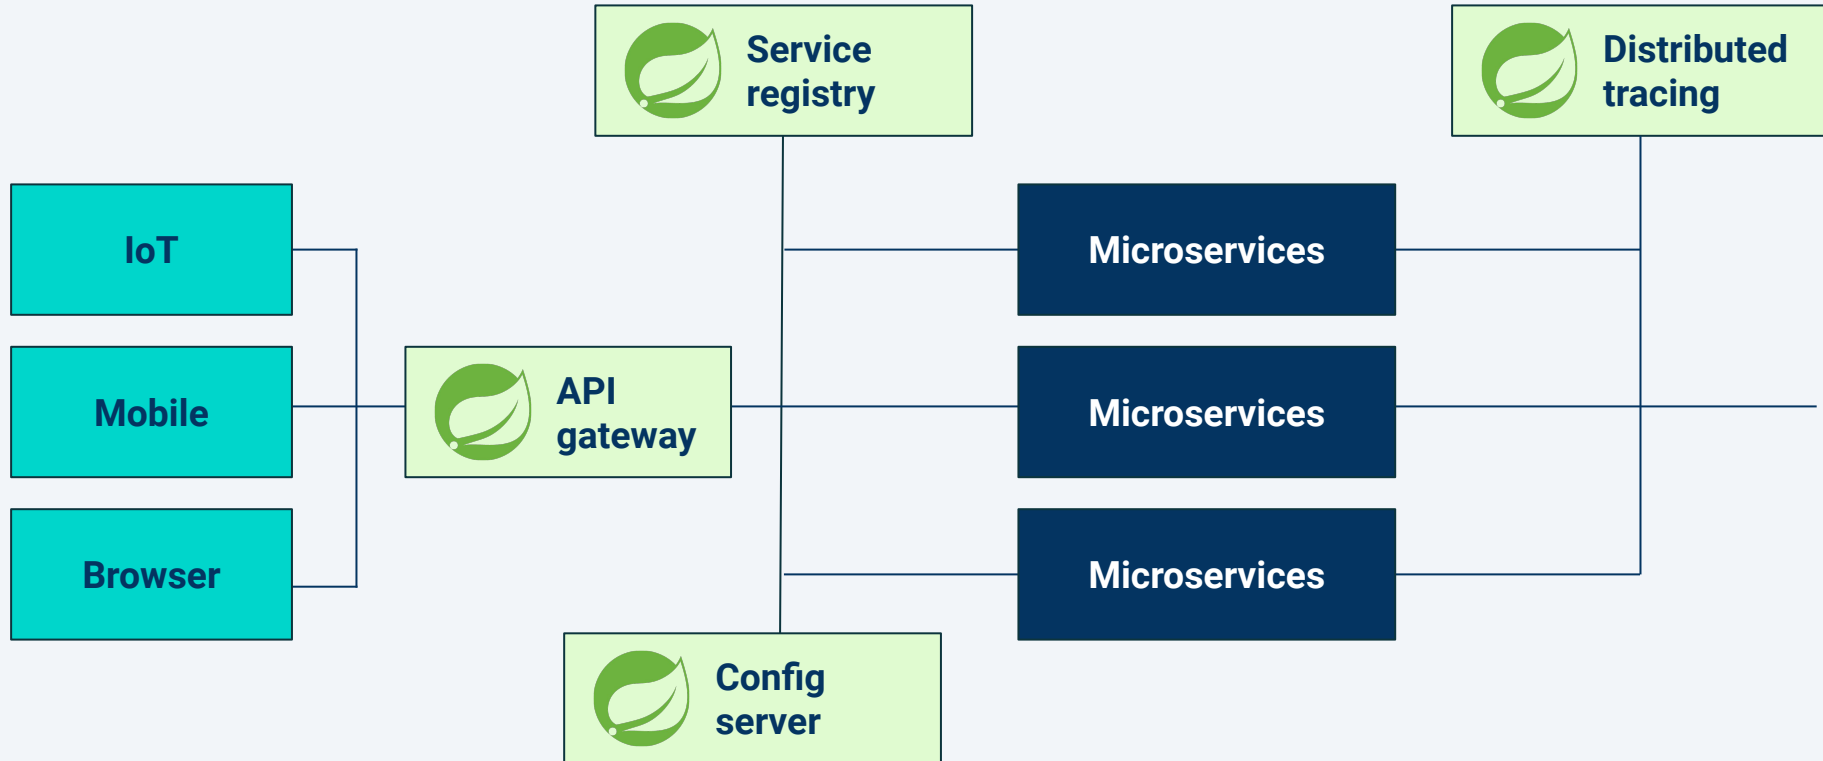 Service
registry
Distributed
tracing
IoT
Microservices
Mobile
API
gateway
Microservices
Browser
Microservices
Config
server